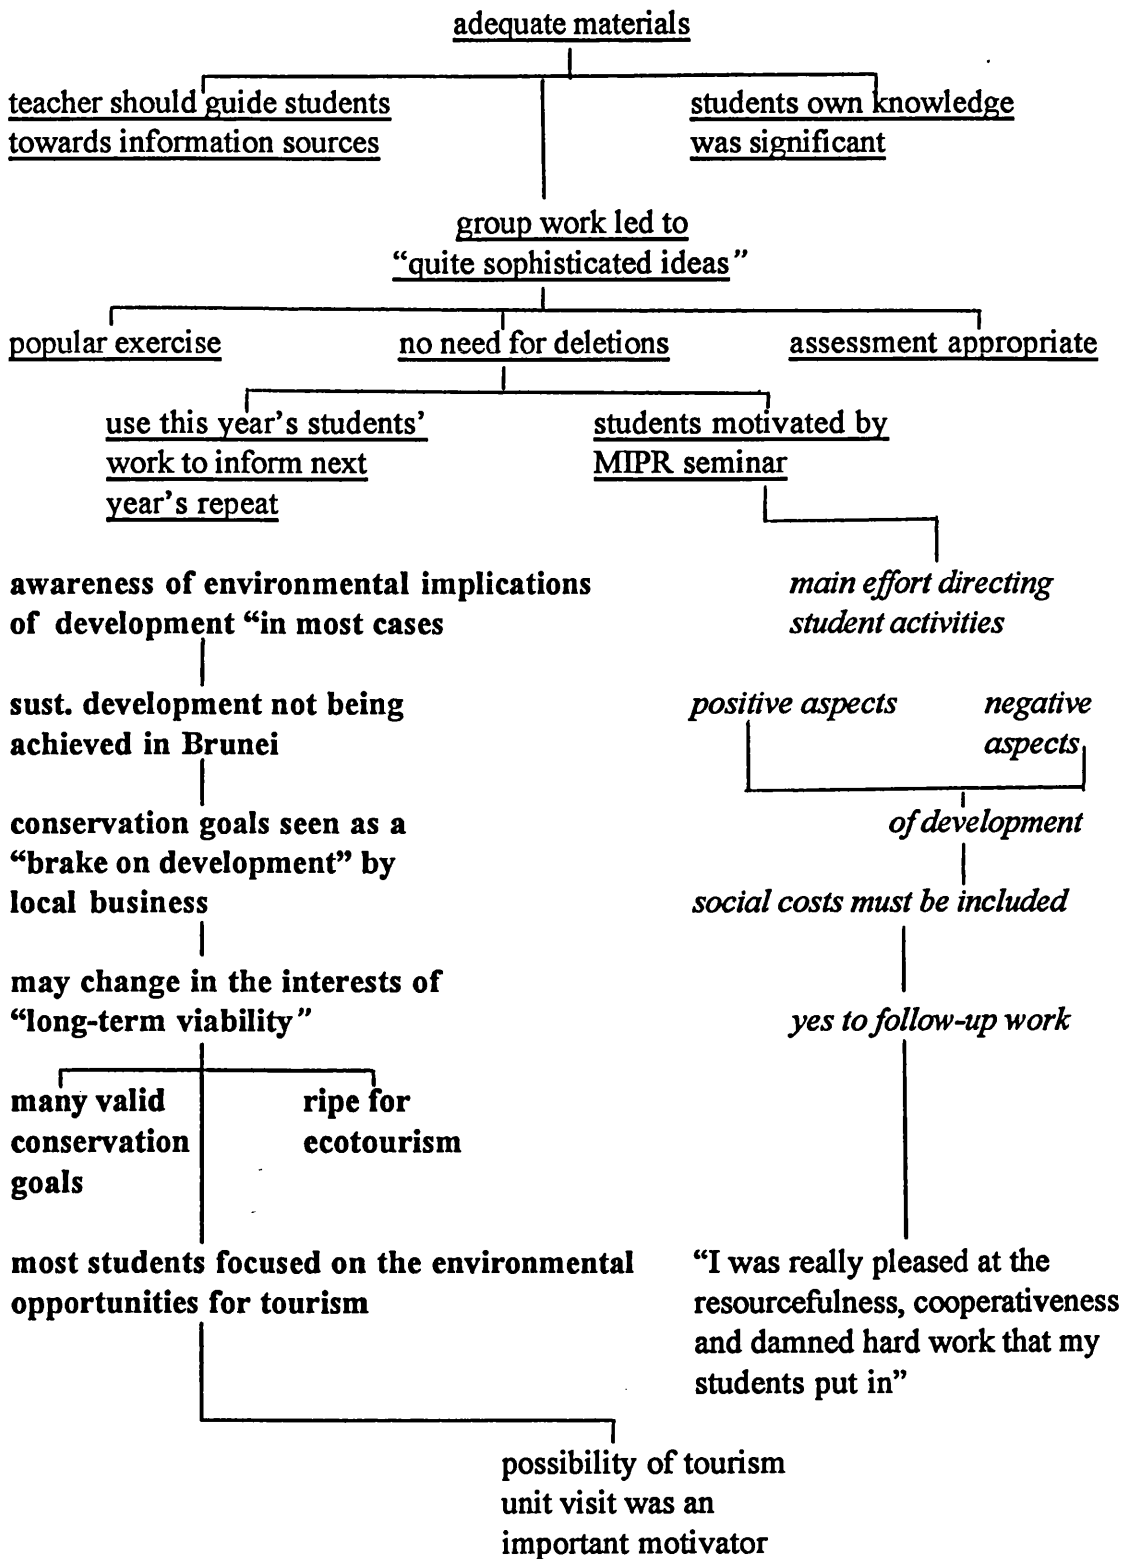 adequate materials
teacher should guide students
towards information sources
students own knowledge
was significant
group work led to
“quite sophisticated ideas”
popular exercise
no need for deletions
assessment appropriate
use this year’s students’
work to inform next
year’s repeat
students motivated by
MIPR seminar
awareness of environmental implications
of development “in most cases
main effort directing
student activities
sust. development not being
achieved in Brunei
positive aspects
negative
aspects
conservation goals seen as a
“brake on development” by
local business
of development
social costs must be included
may change in the interests of
“long-term viability”
yes to follow-up work
many valid
conservation
goals
ripe for
ecotourism
most students focused on the environmental
opportunities for tourism
“I was really pleased at the
resourcefulness, cooperativeness
and damned hard work that my
students put in”
possibility of tourism
unit visit was an
important motivator